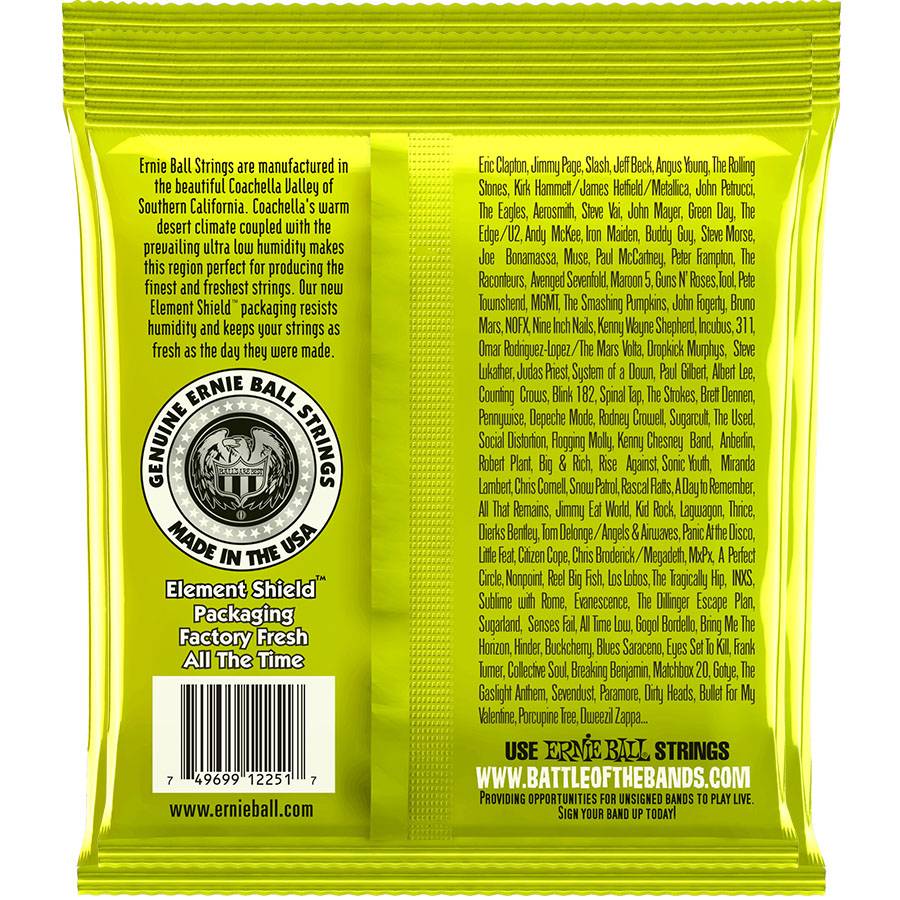 Ernie Ball Strings are manufactured in
the beautiful Coachella Valley of
Southern California. Coachella's warm
desert climate coupled with the
prevailing ultra low humidity makes
this region perfect for producing the
finest and freshest strings. Our new
Element Shield™ packaging resists
humidity and keeps your strings as
fresh as the day they were made.
GENUINE ERNIE BALL STRINGS
MADE IN THE USA
Element Shield™
Packaging
Factory Fresh
All The Time
7 49699 12251 7
www.ernieball.com
Eric Clapton, Jimmy Page, Slash, Jeff Beck, Angus Young, The Rolling
Stones, Kirk Hammett/James Hetfield/Metallica, John Petrucci,
The Eagles, Aerosmith, Steve Vai, John Mayer, Green Day, The
Edge/U2, Andy McKee, Iron Maiden, Buddy Guy, Steve Morse,
Joe Bonamassa, Muse, Paul McCartney, Peter Frampton, The
Raconteurs, Avenged Sevenfold, Maroon 5, Guns N' Roses, Tool, Pete
Townshend, MGMT, The Smashing Pumpkins, John Fogerty, Bruno
Mars, NOFX, Nine Inch Nails, Kenny Wayne Shepherd, Incubus, 311,
Omar Rodriguez-Lopez/The Mars Volta, Dropkick Murphys, Steve
Lukather, Judas Priest, System of a Down, Paul Gilbert, Albert Lee,
Counting Crows, Blink 182, Spinal Tap, The Strokes, Brett Dennen,
Pennywise, Depeche Mode, Rodney Crowell, Sugarcult, The Used,
Social Distortion, Flogging Molly, Kenny Chesney Band, Anberlin,
Robert Plant, Big & Rich, Rise Against, Sonic Youth, Miranda
Lambert, Chris Cornell, Snow Patrol, Rascal Flatts, A Day to Remember,
All That Remains, Jimmy Eat World, Kid Rock, Lagwagon, Thrice,
Dierks Bentley, Tom Delonge/Angels & Airwaves, Panic At the Disco,
Little Feat, Citizen Cope, Chris Broderick/Megadeth, MxPx, A Perfect
Circle, Nonpoint, Reel Big Fish, Los Lobos, The Tragically Hip, INXS,
Sublime with Rome, Evanescence, The Dillinger Escape Plan,
Sugarland, Senses Fail, All Time Low, Gogol Bordello, Bring Me The
Horizon, Hinder, Buckcherry, Blues Saraceno, Eyes Set To Kill, Frank
Turner, Collective Soul, Breaking Benjamin, Matchbox 20, Gotye, The
Gaslight Anthem, Sevendust, Paramore, Dirty Heads, Bullet For My
Valentine, Porcupine Tree, Dweezil Zappa...
USE ERNIE BALL® STRINGS
WWW.BATTLEOFTHEBANDS.COM
PROVIDING OPPORTUNITIES FOR UNSIGNED BANDS TO PLAY LIVE.
SIGN YOUR BAND UP TODAY!